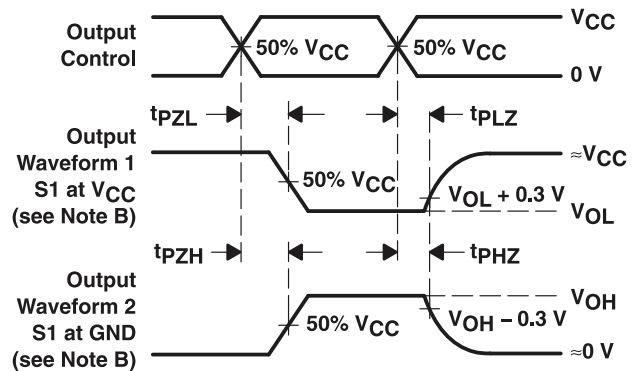 Output
Control
50% VCC
50% VCC
VCC
0 V
tPZL
tPLZ
Output
Waveform 1
S1 at VCC
(see Note B)
50% VCC
≈VCC
VOL + 0.3 V
VOL
tPZH
tPHZ
Output
Waveform 2
S1 at GND
(see Note B)
50% VCC
VOH
VOH – 0.3 V
≈0 V